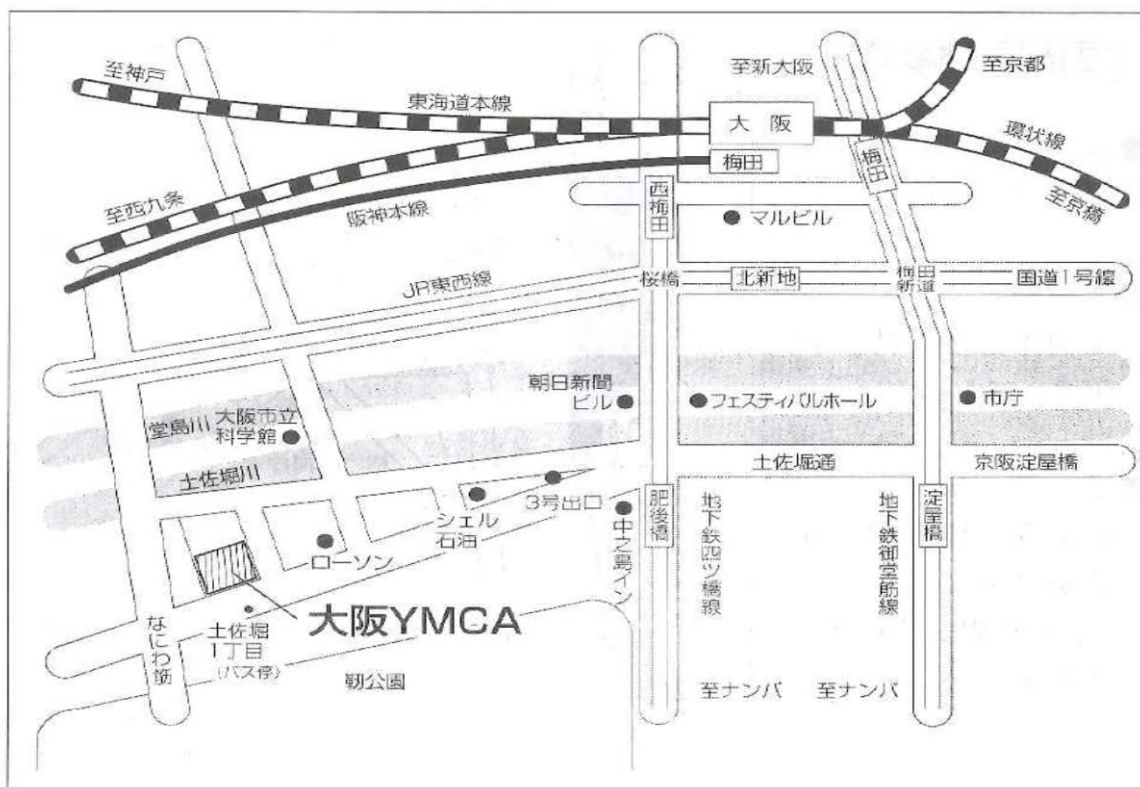 至神戸
東海道本線
至新大阪
至京都
大阪
環状線
梅田
梅田
至京橋
至西九条
阪神本線
西梅田
マルビル
JR東西線
桜橋
北新地
梅田
新道
国道1号線
朝日新聞
ビル
フェスティバルホール
市庁
堂島川
大阪市立
科学館
土佐堀川
土佐堀通
京阪淀屋橋
シェル
石油
3号出口
中之島イン
肥後橋
地下鉄四ツ橋線
地下鉄御堂筋線
淀屋橋
ローソン
大阪YMCA
なにわ筋
土佐堀
1丁目
(バス停)
靭公園
至ナンバ
至ナンバ